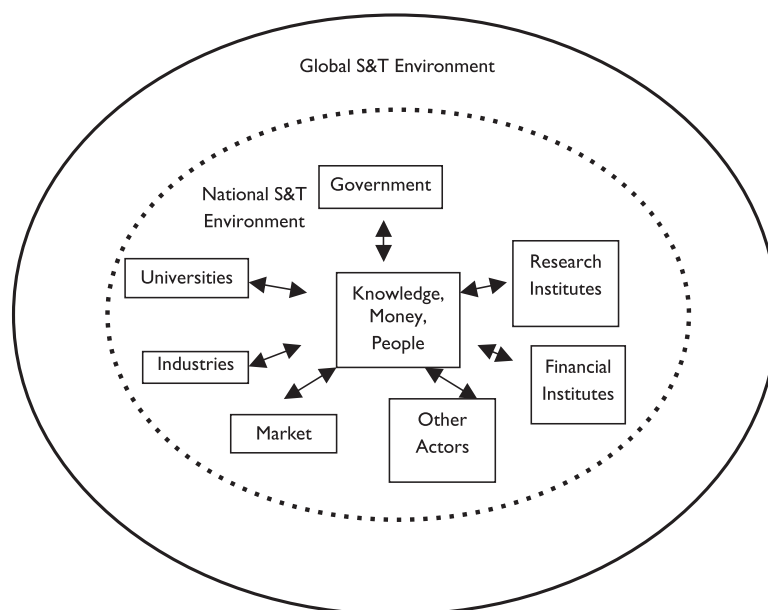 Global S&T Environment
Government
National S&T
Environment
Universities
Knowledge,
Money,
People
Research
Institutes
Industries
Financial
Institutes
Market
Other
Actors